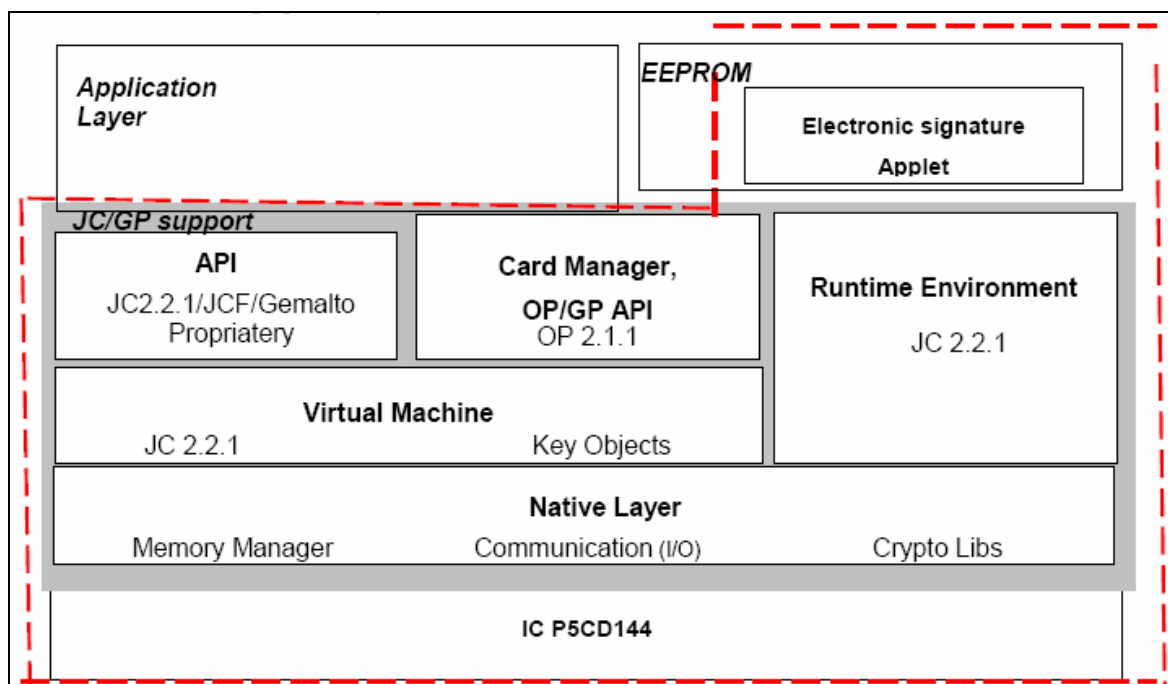 Application
Layer
EEPROM
Electronic signature
Applet
JC/GP support
API
JC2.2.1/JCF/Gemalto
Propriatery
Card Manager,
OP/GP API
OP 2.1.1
Runtime Environment
JC 2.2.1
Virtual Machine
JC 2.2.1 Key Objects
Native Layer
Memory Manager Communication (I/O) Crypto Libs
IC P5CD144